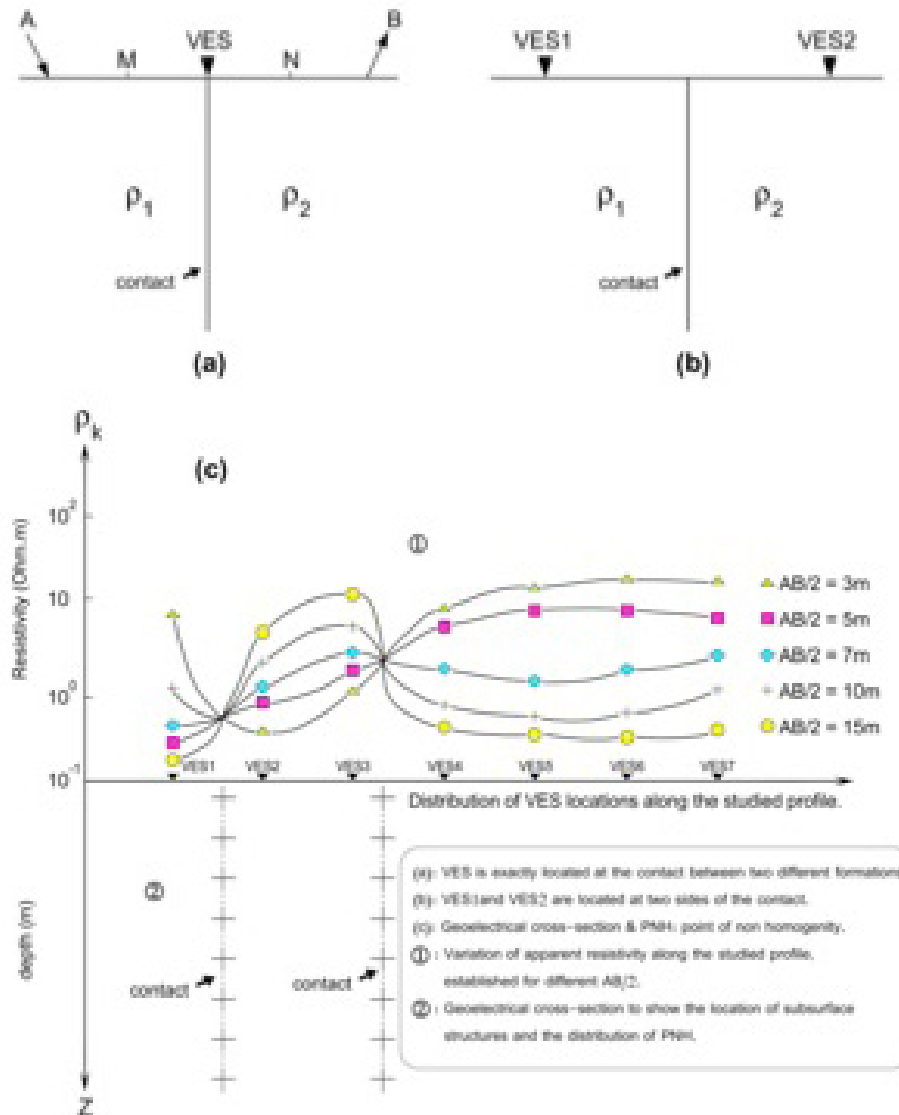 A
M
VES
N
B
ρ1
ρ2
contact
(a)
VES1
VES2
ρ1
ρ2
contact
(b)
ρk
(c)
①
Resistivity (Ohm.m)
10^2
10
10^0
10^-1
AB/2 = 3m
AB/2 = 5m
AB/2 = 7m
AB/2 = 10m
AB/2 = 15m
VES1 VES2 VES3 VES4 VES5 VES6 VES7
Distribution of VES locations along the studied profile.
②
depth (m)
contact
contact
Z
(a): VES is exactly located at the contact between two different formations
(b): VES1and VES2 are located at two sides of the contact.
(c): Geoelectrical cross-section & PNH: point of non homogenity.
①: Variation of apparent resistivity along the studied profile,
established for different AB/2.
②: Geoelectrical cross-section to show the location of subsurface
structures and the distribution of PNH.